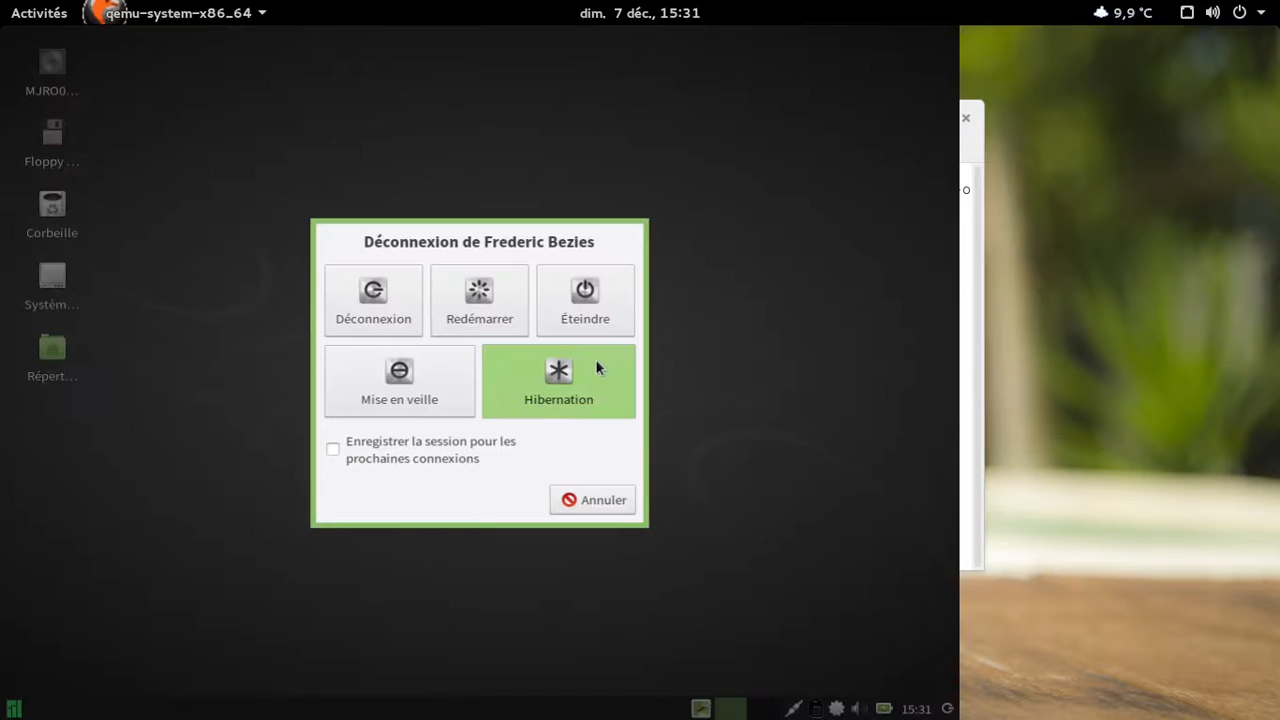 Activités
qemu-system-x86_64
dim. 7 déc., 15:31
9,9 °C
MJRO0...
Floppy ...
Corbeille
Systèm...
Répert...
Déconnexion de Frederic Bezies
Déconnexion
Redémarrer
Éteindre
Mise en veille
Hibernation
Enregistrer la session pour les
prochaines connexions
Annuler
-o
15:31